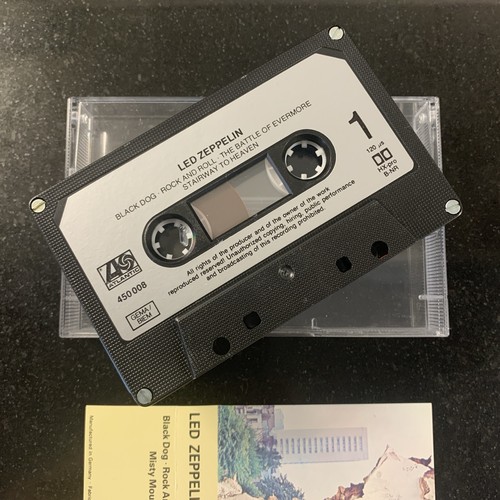 LED ZEPPELIN
BLACK DOG · ROCK AND ROLL · THE BATTLE OF EVERMORE
STAIRWAY TO HEAVEN
1
120 µs
HX-pro
B-NR
All rights of the producer and of the owner of the work
reproduced reserved! Unauthorized copying, hiring, public performance
and broadcasting of this recording prohibited.
ATLANTIC
450 008
GEMA/
BIEM
LED ZEPPELI
Black Dog · Rock A
Misty Mou
Manufactured in Germany